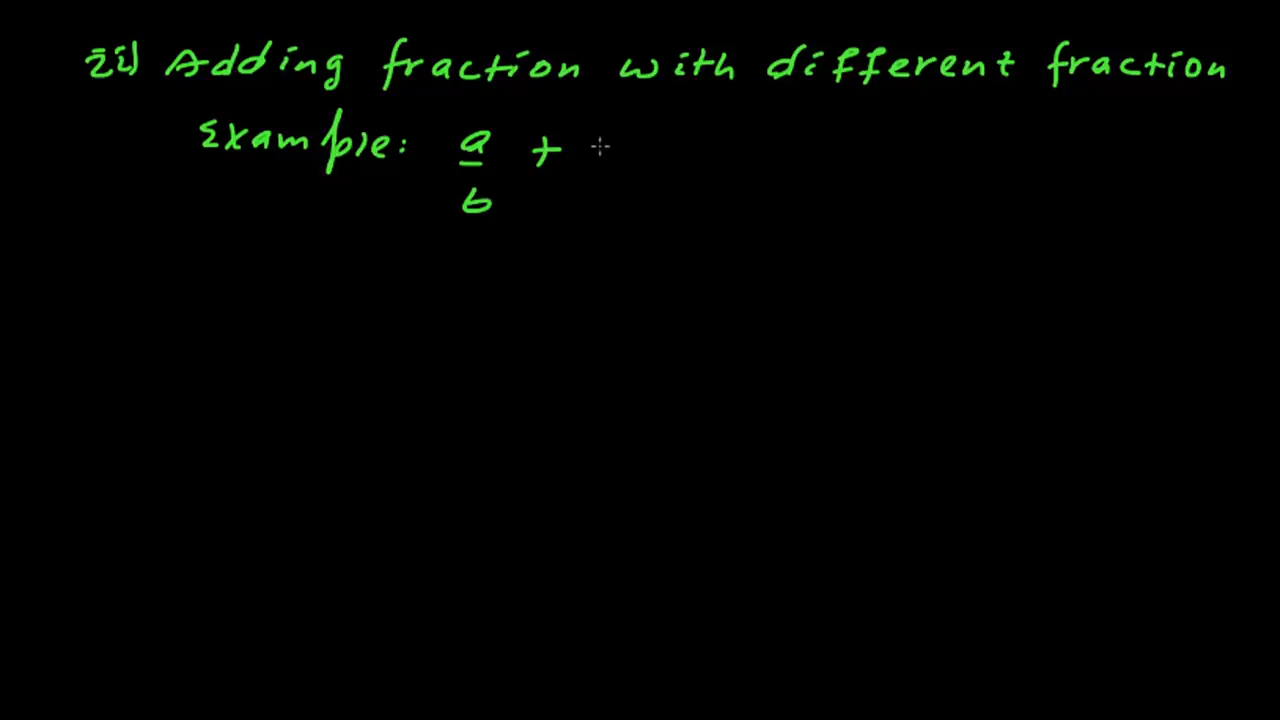 ii) Adding fraction with different fraction
Example: a +
b